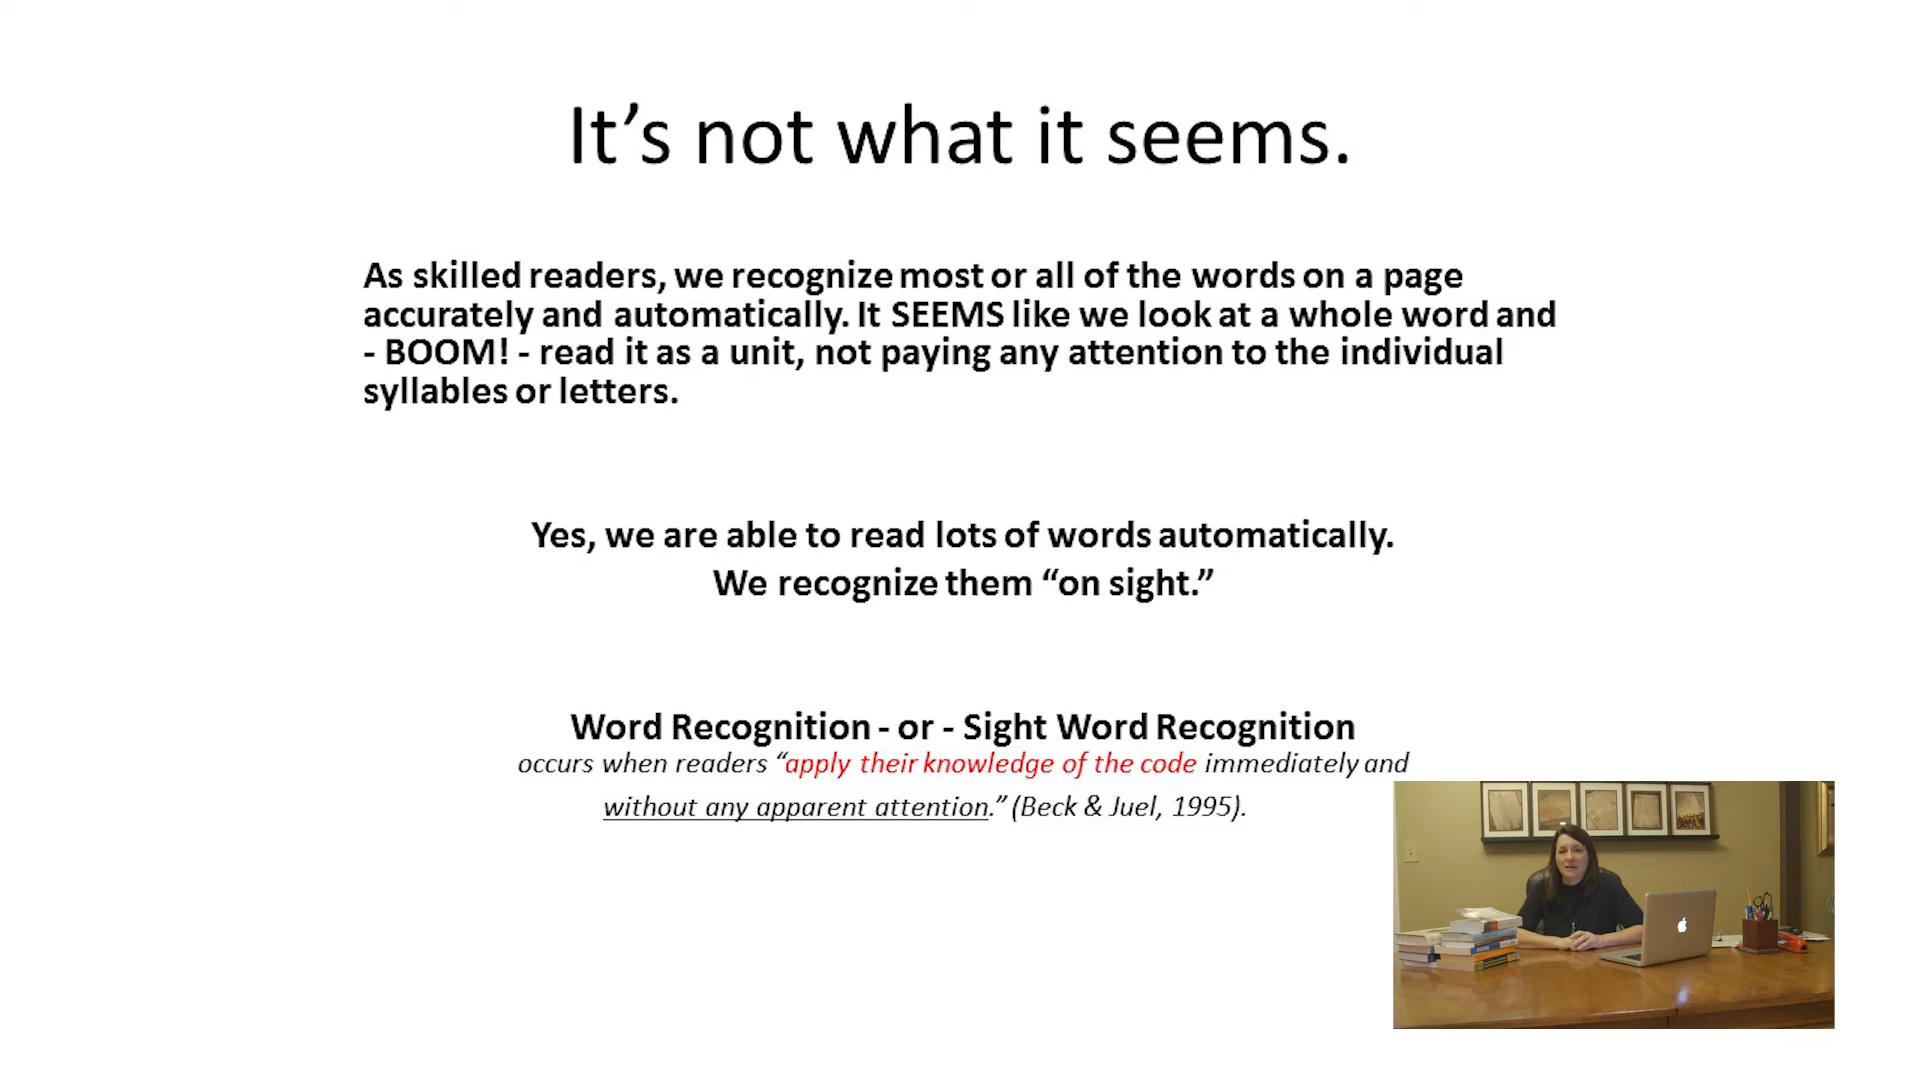 It’s not what it seems.
As skilled readers, we recognize most or all of the words on a page
accurately and automatically. It SEEMS like we look at a whole word and
- BOOM! - read it as a unit, not paying any attention to the individual
syllables or letters.
Yes, we are able to read lots of words automatically.
We recognize them “on sight.”
Word Recognition - or - Sight Word Recognition
occurs when readers “apply their knowledge of the code immediately and
without any apparent attention.” (Beck & Juel, 1995).